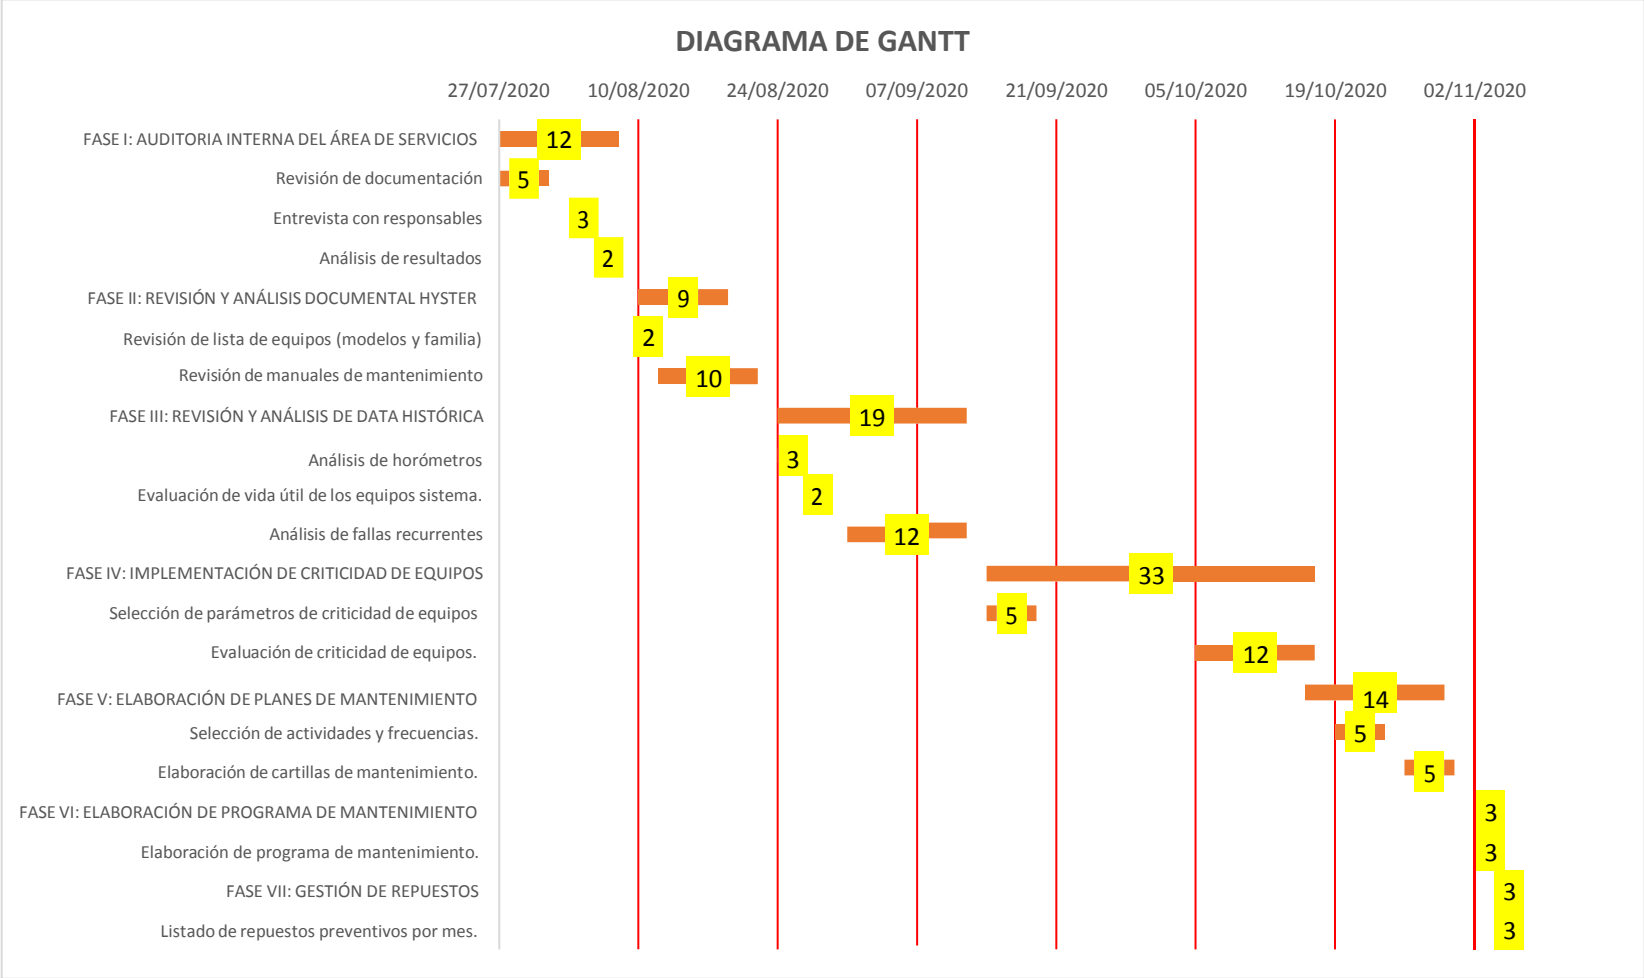 DIAGRAMA DE GANTT
27/07/2020 10/08/2020 24/08/2020 07/09/2020 21/09/2020 05/10/2020 19/10/2020 02/11/2020
FASE I: AUDITORIA INTERNA DEL ÁREA DE SERVICIOS 12
Revisión de documentación 5
Entrevista con responsables 3
Análisis de resultados 2
FASE II: REVISIÓN Y ANÁLISIS DOCUMENTAL HYSTER 9
Revisión de lista de equipos (modelos y familia) 2
Revisión de manuales de mantenimiento 10
FASE III: REVISIÓN Y ANÁLISIS DE DATA HISTÓRICA 19
Análisis de horómetros 3
Evaluación de vida útil de los equipos sistema. 2
Análisis de fallas recurrentes 12
FASE IV: IMPLEMENTACIÓN DE CRITICIDAD DE EQUIPOS 33
Selección de parámetros de criticidad de equipos 5
Evaluación de criticidad de equipos. 12
FASE V: ELABORACIÓN DE PLANES DE MANTENIMIENTO 14
Selección de actividades y frecuencias. 5
Elaboración de cartillas de mantenimiento. 5
FASE VI: ELABORACIÓN DE PROGRAMA DE MANTENIMIENTO 3
Elaboración de programa de mantenimiento. 3
FASE VII: GESTIÓN DE REPUESTOS 3
Listado de repuestos preventivos por mes. 3